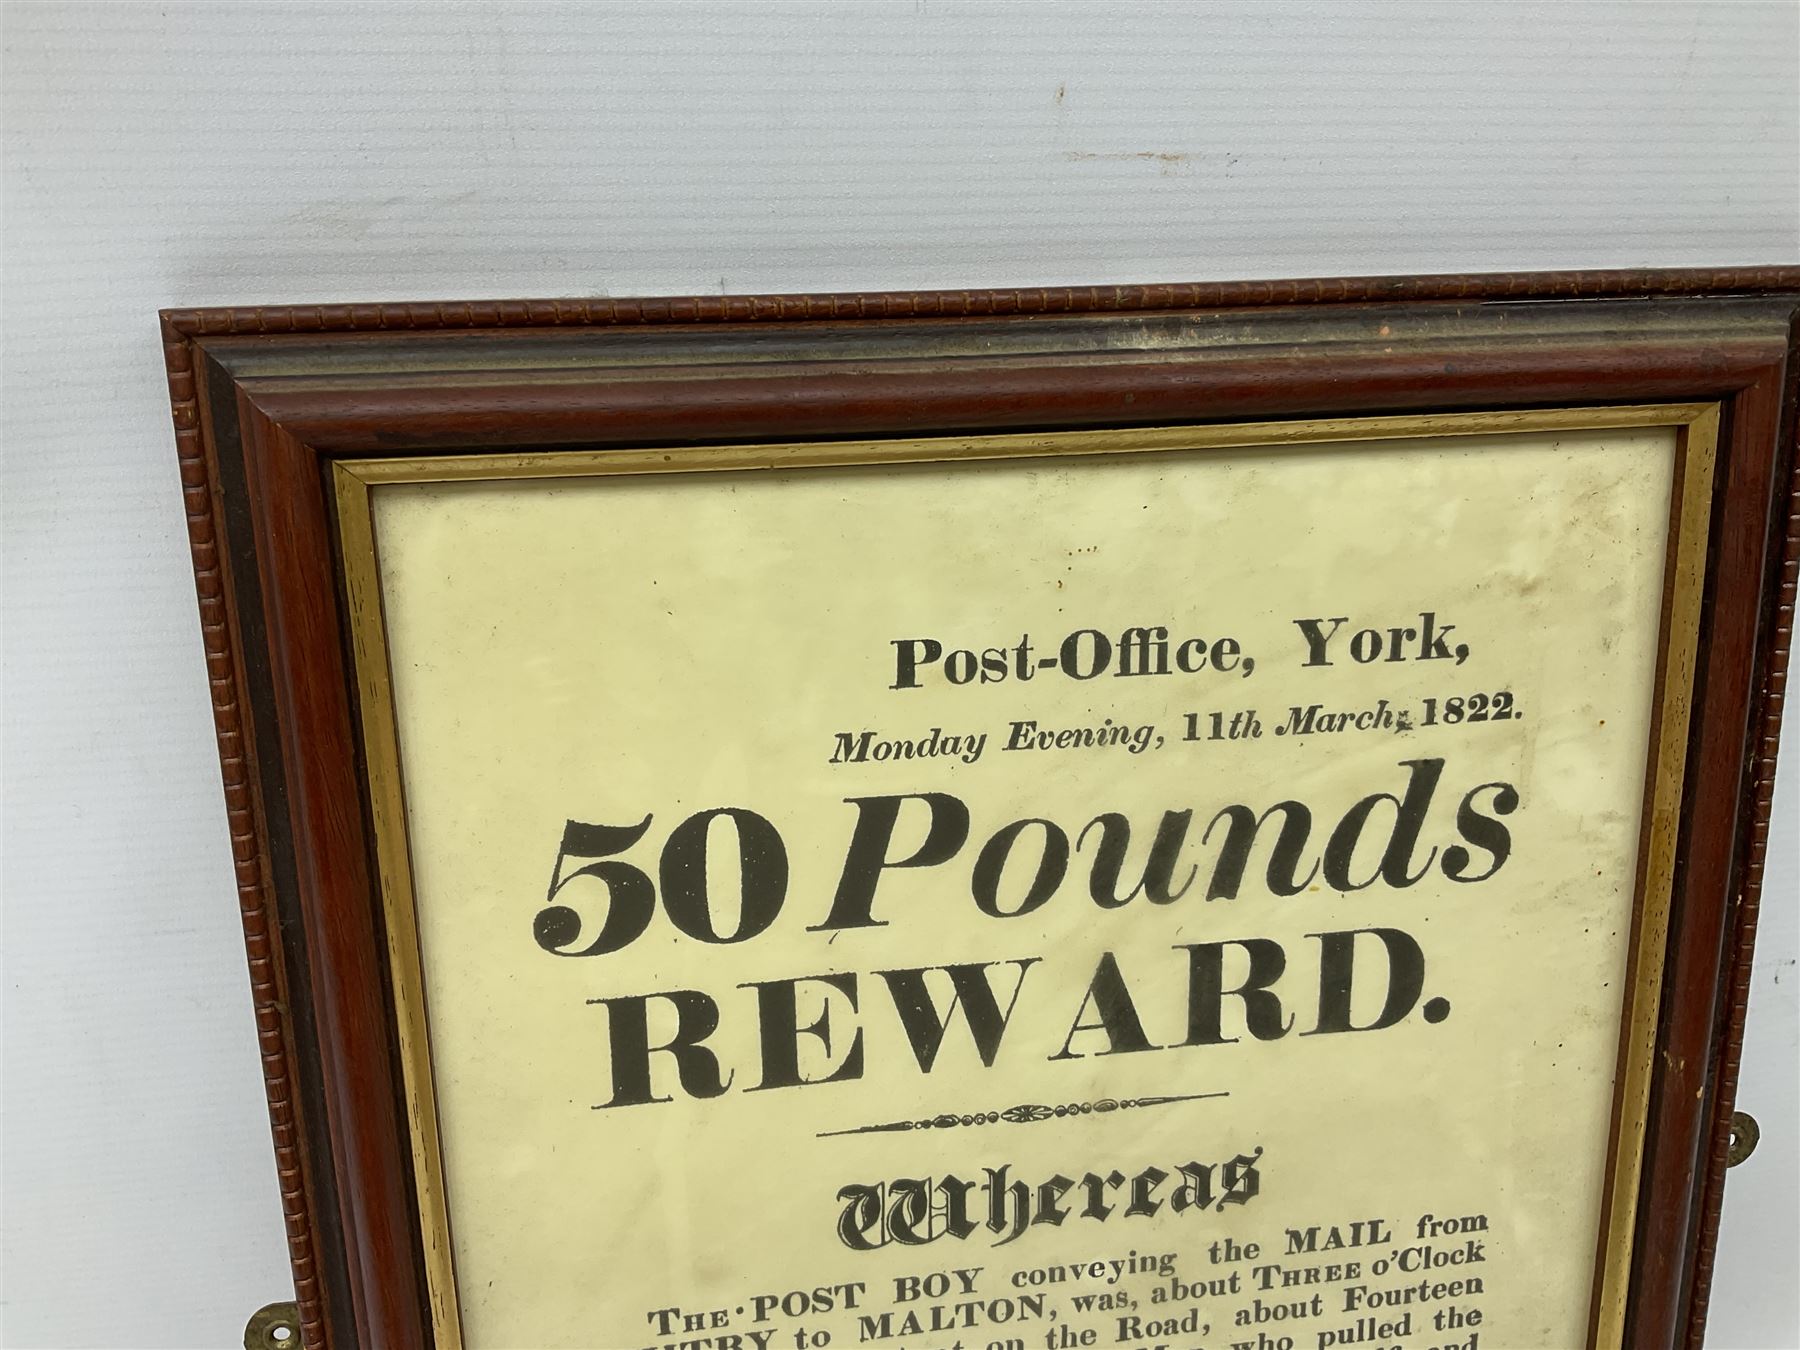 Post-Office, York,
Monday Evening, 11th March, 1822.
50 Pounds
REWARD.
Whereas
THE POST BOY conveying the MAIL from
to MALTON, was, about THREE o'Clock
on the Road, about Fourteen
who pulled the
and